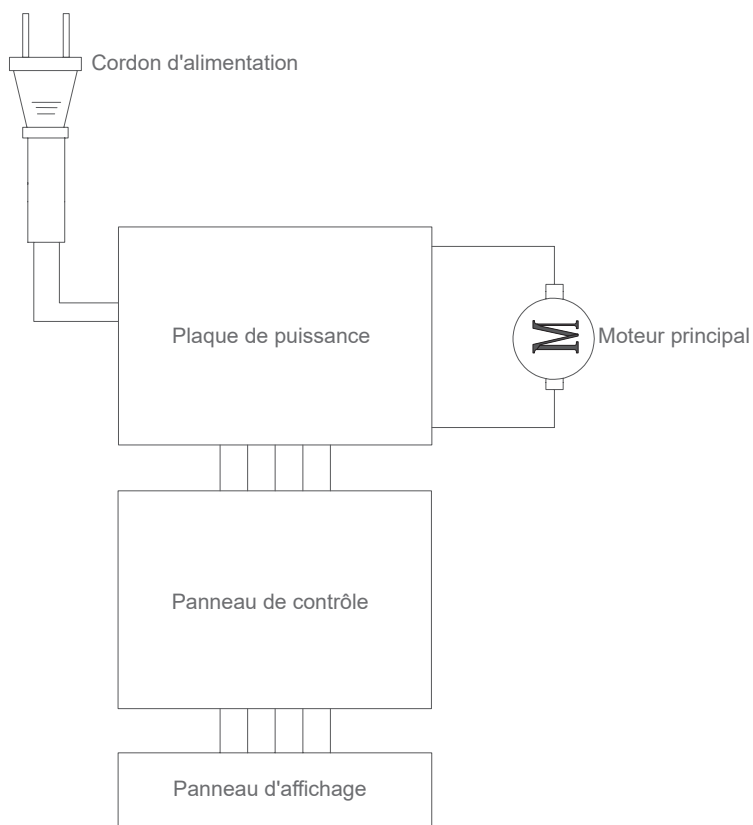 Cordon d'alimentation
Plaque de puissance
M
Moteur principal
Panneau de contrôle
Panneau d'affichage